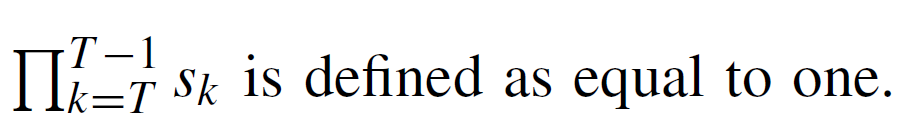 ∏_{k=T}^{T−1} s_k is defined as equal to one.